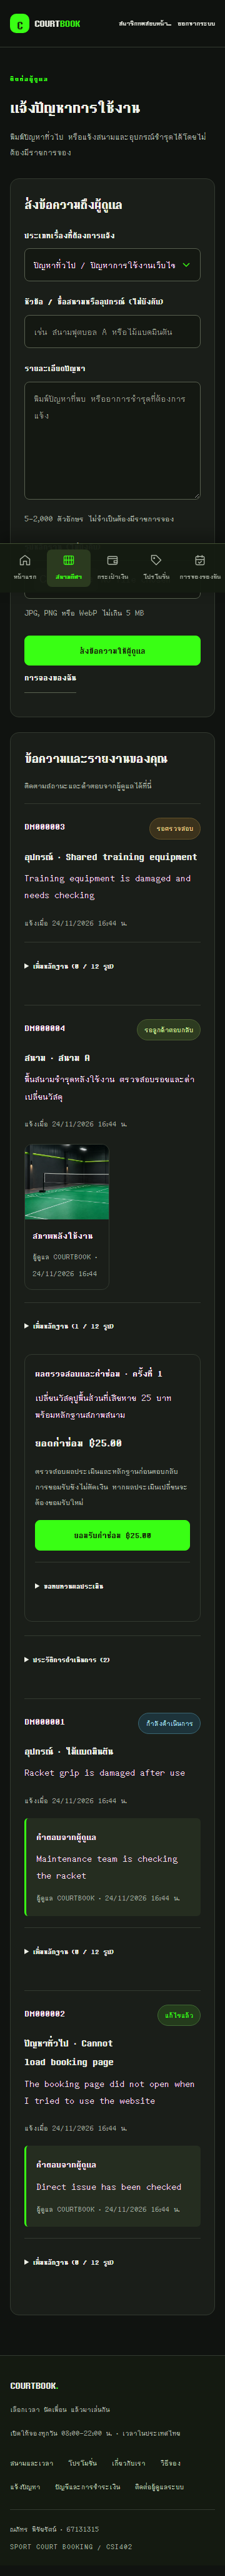 C COURTBOOK
สมาชิกทดสอบหน้า… ออกจากระบบ
ติดต่อผู้ดูแล
แจ้งปัญหาการใช้งาน
พิมพ์ปัญหาทั่วไป หรือแจ้งสนามและอุปกรณ์ชำรุดได้โดยไม่
ต้องมีรายการจอง
ส่งข้อความถึงผู้ดูแล
ประเภทเรื่องที่ต้องการแจ้ง
ปัญหาทั่วไป / ปัญหาการใช้งานเว็บไซ
หัวข้อ / ชื่อสนามหรืออุปกรณ์ (ไม่บังคับ)
เช่น สนามฟุตบอล A หรือไม้แบดมินตัน
รายละเอียดปัญหา
พิมพ์ปัญหาที่พบ หรืออาการชำรุดที่ต้องการ
แจ้ง
5–2,000 ตัวอักษร ไม่จำเป็นต้องมีรายการจอง
หน้าแรก สนามกีฬา กระเป๋าเงิน โปรโมชั่น การจองของฉัน
JPG, PNG หรือ WebP ไม่เกิน 5 MB
ส่งข้อความให้ผู้ดูแล
การจองของฉัน
ข้อความและรายงานของคุณ
ติดตามสถานะและคำตอบจากผู้ดูแลได้ที่นี่
DM000003 รอตรวจสอบ
อุปกรณ์ · Shared training equipment
Training equipment is damaged and
needs checking
แจ้งเมื่อ 24/11/2026 16:44 น.
▶ เพิ่มหลักฐาน (0 / 12 รูป)
DM000004 รอลูกค้าตอบกลับ
สนาม · สนาม A
พื้นสนามชำรุดหลังใช้งาน ตรวจสอบรอยและค่า
เปลี่ยนวัสดุ
แจ้งเมื่อ 24/11/2026 16:44 น.
สภาพหลังใช้งาน
ผู้ดูแล COURTBOOK ·
24/11/2026 16:44
▶ เพิ่มหลักฐาน (1 / 12 รูป)
ผลตรวจสอบและค่าซ่อม · ครั้งที่ 1
เปลี่ยนวัสดุปูพื้นส่วนที่เสียหาย 25 บาท
พร้อมหลักฐานสภาพสนาม
ยอดค่าซ่อม ฿25.00
ตรวจสอบผลประเมินและหลักฐานก่อนตอบกลับ
การยอมรับยังไม่ตัดเงิน หากผลประเมินเปลี่ยนจะ
ต้องยอมรับใหม่
ยอมรับค่าซ่อม ฿25.00
▶ ขอทบทวนผลประเมิน
▶ ประวัติการดำเนินการ (2)
DM000001 กำลังดำเนินการ
อุปกรณ์ · ไม้แบดมินตัน
Racket grip is damaged after use
แจ้งเมื่อ 24/11/2026 16:44 น.
คำตอบจากผู้ดูแล
Maintenance team is checking
the racket
ผู้ดูแล COURTBOOK · 24/11/2026 16:44 น.
▶ เพิ่มหลักฐาน (0 / 12 รูป)
DM000002 แก้ไขแล้ว
ปัญหาทั่วไป · Cannot
load booking page
The booking page did not open when
I tried to use the website
แจ้งเมื่อ 24/11/2026 16:44 น.
คำตอบจากผู้ดูแล
Direct issue has been checked
ผู้ดูแล COURTBOOK · 24/11/2026 16:44 น.
▶ เพิ่มหลักฐาน (0 / 12 รูป)
COURTBOOK.
เลือกเวลา นัดเพื่อน แล้วมาเล่นกัน
เปิดให้จองทุกวัน 08:00–22:00 น. · เวลาในประเทศไทย
สนามและเวลา โปรโมชั่น เกี่ยวกับเรา วิธีจอง
แจ้งปัญหา บัญชีและการชำระเงิน ติดต่อผู้ดูแลระบบ
67131315
SPORT COURT BOOKING / CSI402